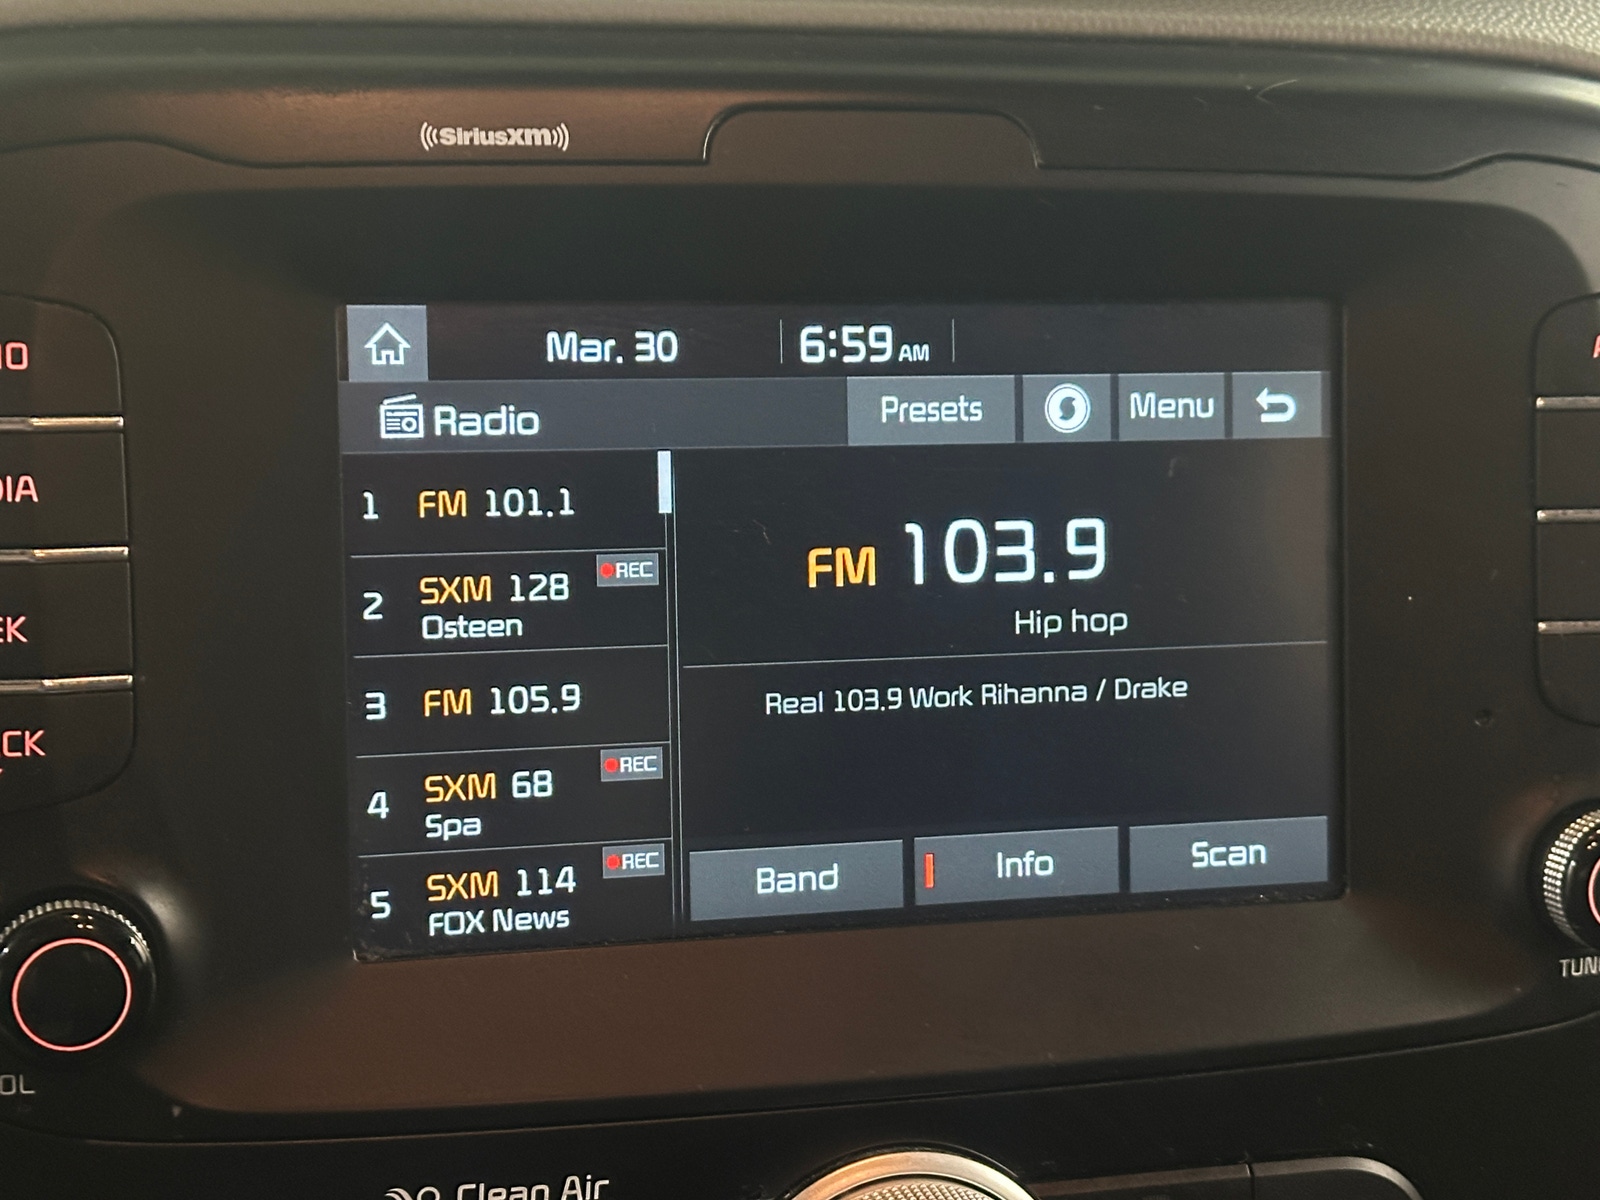 SiriusXM
Mar. 30
6:59 AM
Radio
Presets
Menu
1 FM 101.1
2 SXM 128
REC
Osteen
3 FM 105.9
4 SXM 68
REC
Spa
5 SXM 114
REC
FOX News
FM 103.9
Hip hop
Real 103.9 Work Rihanna / Drake
Band
Info
Scan
Clean Air